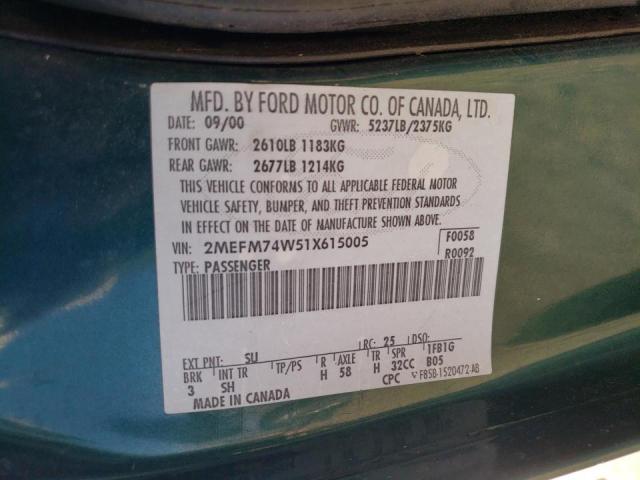 MFD. BY FORD MOTOR CO. OF CANADA, LTD.
DATE: 09/00 GVWR: 5237LB/2375KG
FRONT GAWR: 2610LB 1183KG
REAR GAWR: 2677LB 1214KG
THIS VEHICLE CONFORMS TO ALL APPLICABLE FEDERAL MOTOR
VEHICLE SAFETY, BUMPER, AND THEFT PREVENTION STANDARDS
IN EFFECT ON THE DATE OF MANUFACTURE SHOWN ABOVE.
VIN: 2MEFM74W51X615005 F0058
TYPE: PASSENGER R0092
EXT PNT: SU RC: 25 DSO:
BRK INT TR TP/PS R AXLE TR SPR 1FB1G
3 SH H 58 H 32CC B05
MADE IN CANADA CPC F85B-1520472-AB